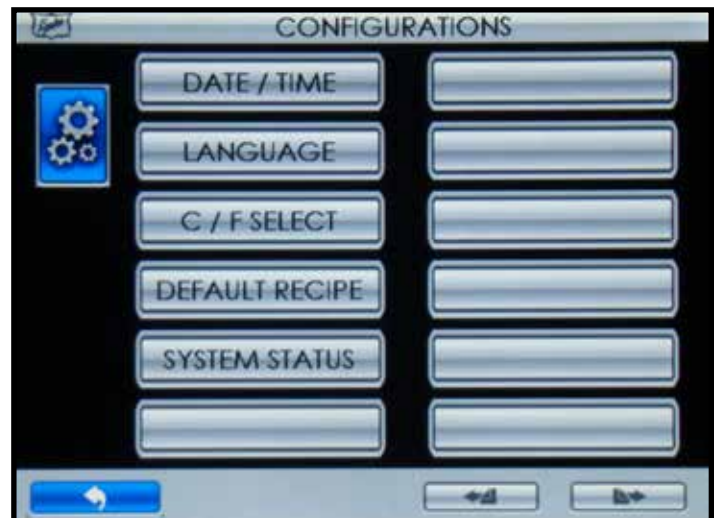 CONFIGURATIONS
DATE / TIME
LANGUAGE
C / F SELECT
DEFAULT RECIPE
SYSTEM STATUS